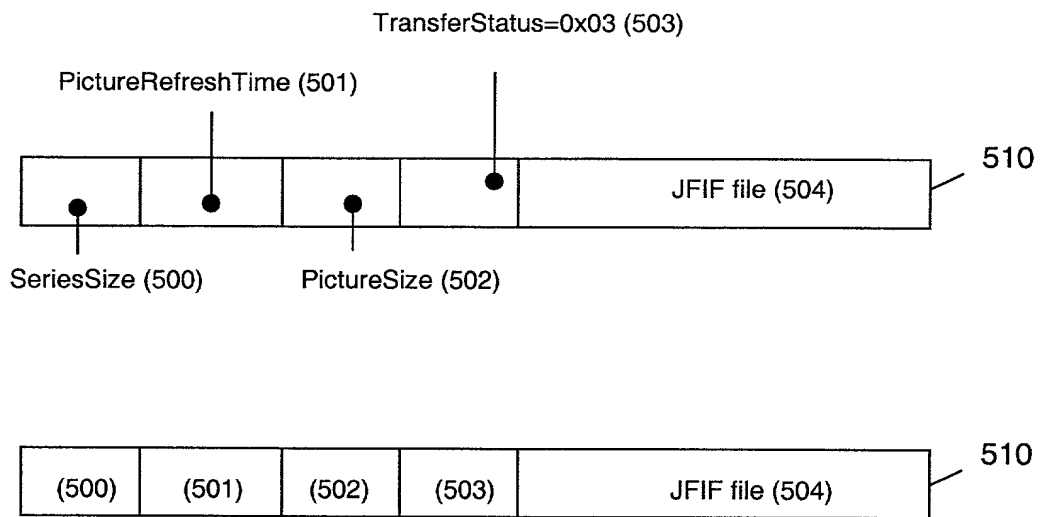 TransferStatus=0x03 (503)
PictureRefreshTime (501)
JFIF file (504)
510
SeriesSize (500)
PictureSize (502)
(500)
(501)
(502)
(503)
JFIF file (504)
510